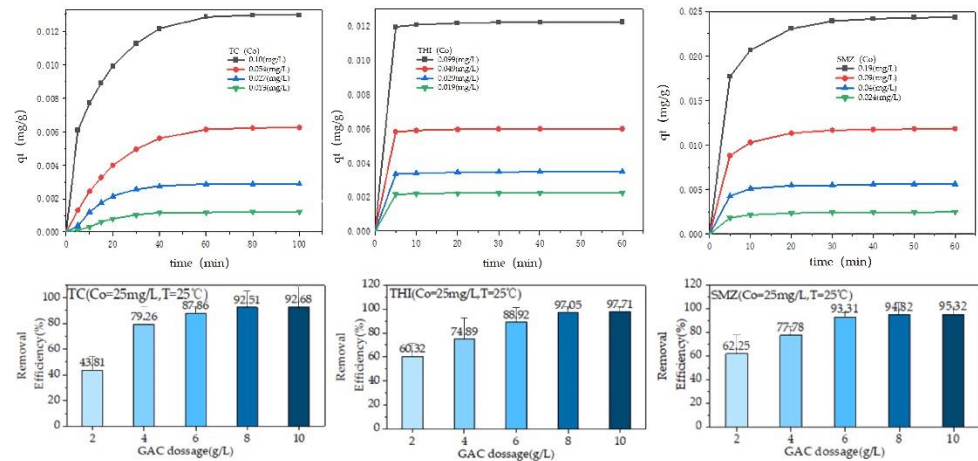 TC (Co)
0.10(mg/L)
0.054(mg/L)
0.027(mg/L)
0.013(mg/L)
qt (mg/g)
0.012
0.010
0.008
0.006
0.004
0.002
0.000
0 20 40 60 80 100
time (min)
THI (Co)
0.099(mg/L)
0.049(mg/L)
0.029(mg/L)
0.019(mg/L)
qt (mg/g)
0.014
0.012
0.010
0.008
0.006
0.004
0.002
0.000
0 10 20 30 40 50 60
time (min)
SMZ (Co)
0.19(mg/L)
0.09(mg/L)
0.04(mg/L)
0.024(mg/L)
qt (mg/g)
0.025
0.020
0.015
0.010
0.005
0.000
0 10 20 30 40 50 60
time (min)
TC(Co=25mg/L,T=25℃)
43.81 79.26 87.86 92.51 92.68
Removal
Efficiency(%)
100
80
60
40
20
0
2 4 6 8 10
GAC dosage(g/L)
THI(Co=25mg/L,T=25℃)
60.32 74.89 88.92 97.05 97.71
Removal
Efficiency(%)
120
100
80
60
40
20
0
2 4 6 8 10
GAC dosage(g/L)
SMZ(Co=25mg/L,T=25℃)
62.25 77.78 93.31 94.82 95.32
Removal
Efficiency(%)
120
100
80
60
40
20
0
2 4 6 8 10
GAC dosage(g/L)